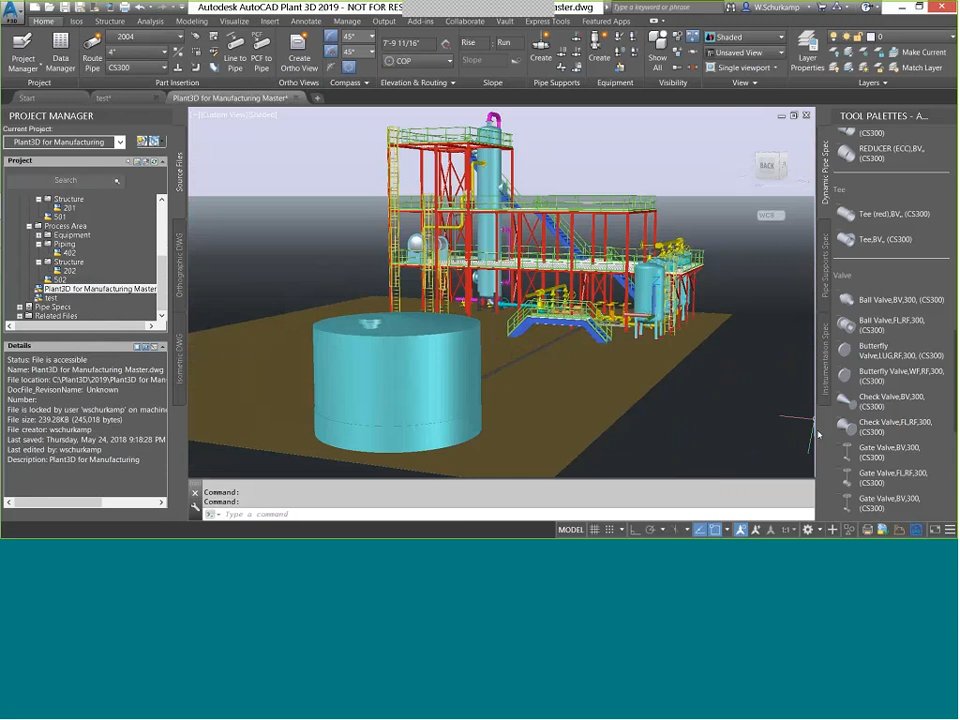 Autodesk AutoCAD Plant 3D 2019 - NOT FOR RES
aster.dwg
Type a keyword or phrase
W.Schurkamp
P3D
Home
Isos
Structure
Analysis
Modeling
Visualize
Insert
Annotate
Manage
Output
Add-ins
Collaborate
Vault
Express Tools
Featured Apps
Project Manager
Data Manager
Route Pipe
2004
4"
CS300
Line to Pipe
PCF to Pipe
Create Ortho View
45°
45°
7'-9 11/16"
COP
Rise
Run
Slope
Create
Create
Show All
Shaded
Unsaved View
Single viewport
Layer Properties
0
Make Current
Match Layer
Project
Part Insertion
Ortho Views
Compass
Elevation & Routing
Slope
Pipe Supports
Equipment
Visibility
View
Layers
Start
test*
Plant3D for Manufacturing Master*
PROJECT MANAGER
Current Project:
Plant3D for Manufacturing
Project
Search
Structure
201
501
Process Area
Equipment
Piping
402
Structure
202
502
Plant3D for Manufacturing Master
test
Pipe Specs
Related Files
Source Files
Orthographic DWG
Isometric DWG
Details
Status: File is accessible
Name: Plant3D for Manufacturing Master.dwg
File location: C:\Plant3D\2019\Plant3D for Man
DocFile_RevisonName: Unknown
Number:
File is locked by user 'wschurkamp' on machin
File size: 239.28KB (245,018 bytes)
File creator: wschurkamp
Last saved: Thursday, May 24, 2018 9:18:28 PM
Last edited by: wschurkamp
Description: Plant3D for Manufacturing
[-][Custom View][Shaded]
BACK
WCS
Command:
Command:
Type a command
MODEL
1:1
TOOL PALETTES - A...
Dynamic Pipe Spec
Pipe Supports Spec
Instrumentation Spec
(CS300)
REDUCER (ECC),BV,,
(CS300)
Tee
Tee (red),BV,, (CS300)
Tee,BV,, (CS300)
Valve
Ball Valve,BV,300, (CS300)
Ball Valve,FL,RF,300,
(CS300)
Butterfly
Valve,LUG,RF,300, (CS300)
Butterfly Valve,WF,RF,300,
(CS300)
Check Valve,BV,300,
(CS300)
Check Valve,FL,RF,300,
(CS300)
Gate Valve,BV,300,
(CS300)
Gate Valve,FL,RF,300,
(CS300)
Gate Valve,BV,300,
(CS300)